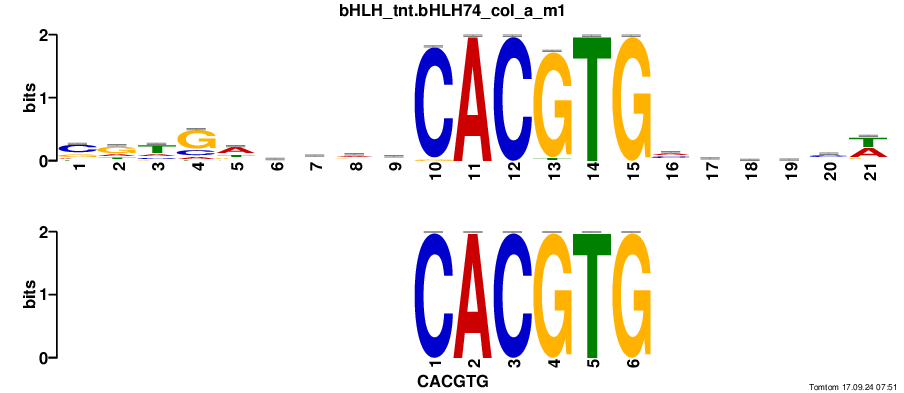 bHLH_tnt.bHLH74_col_a_m1
bits
2
1
0
CACGTG
1 2 3 4 5 6 7 8 9 10 11 12 13 14 15 16 17 18 19 20 21
bits
2
1
0
CACGTG
1 2 3 4 5 6
CACGTG
Tomtom 17.09.24 07:51